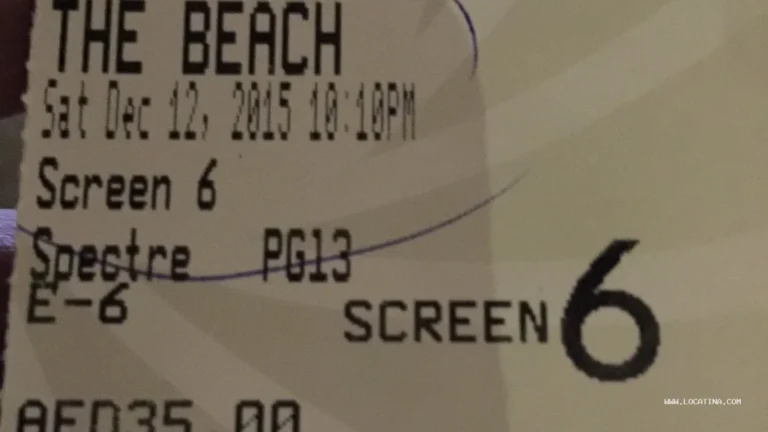 THE BEACH
Sat Dec 12, 2015 10:10PM
Screen 6
Spectre PG13
E-6
SCREEN 6
AED35.00
WWW.LOCATINA.COM